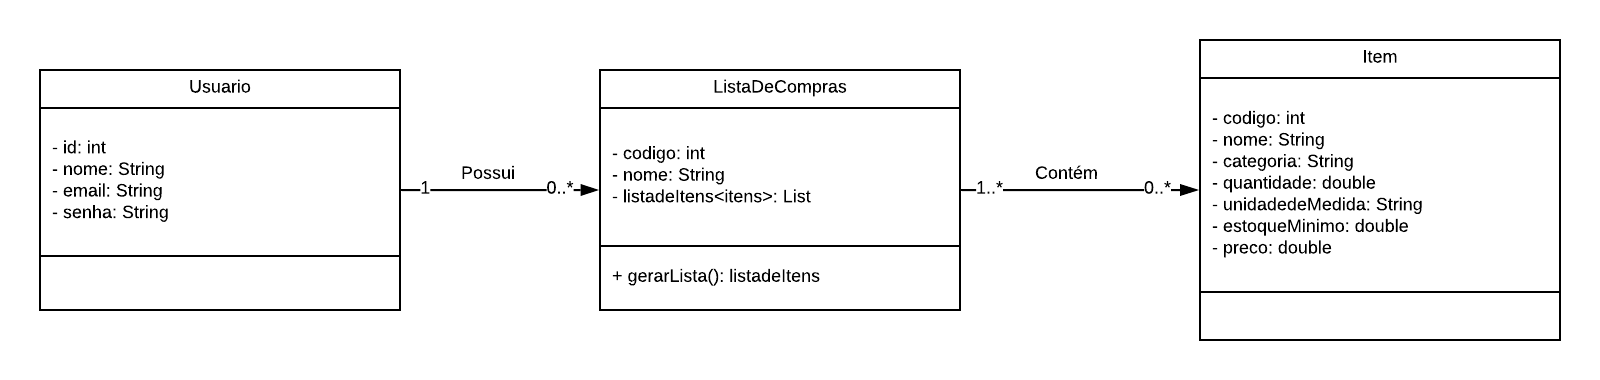 Usuario
- id: int
- nome: String
- email: String
- senha: String
1
Possui
0..*
ListaDeCompras
- codigo: int
- nome: String
- listadeItens<itens>: List
+ gerarLista(): listadeItens
1..*
Contém
0..*
Item
- codigo: int
- nome: String
- categoria: String
- quantidade: double
- unidadedeMedida: String
- estoqueMinimo: double
- preco: double